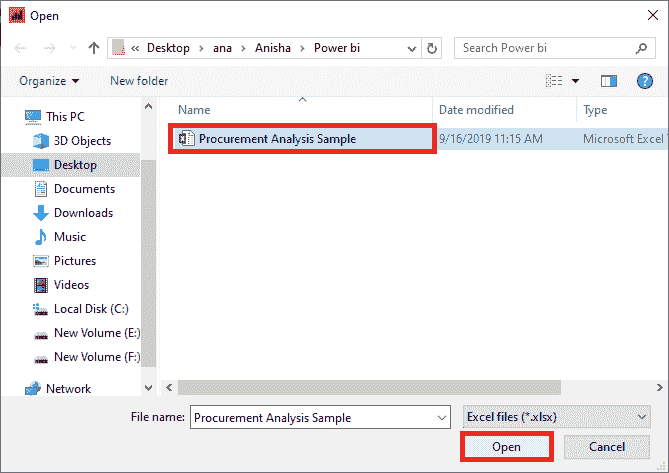 Open
« Desktop › ana › Anisha › Power bi
Search Power bi
Organize
New folder
Name
Date modified
Type
This PC
3D Objects
Desktop
Documents
Downloads
Music
Pictures
Videos
Local Disk (C:)
New Volume (E:)
New Volume (F:)
Network
Procurement Analysis Sample
9/16/2019 11:15 AM
Microsoft Excel
File name:
Procurement Analysis Sample
Excel files (*.xlsx)
Open
Cancel